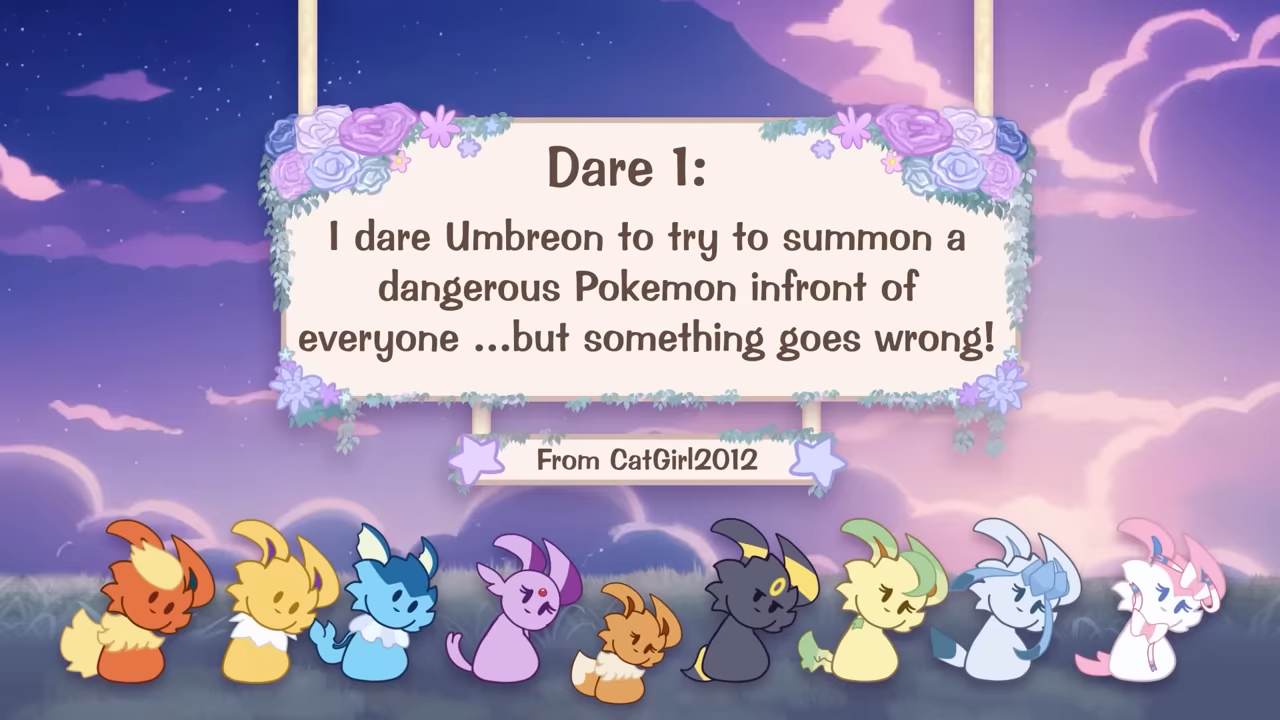 Dare 1:
I dare Umbreon to try to summon a
dangerous Pokemon infront of
everyone ...but something goes wrong!
From CatGirl2012